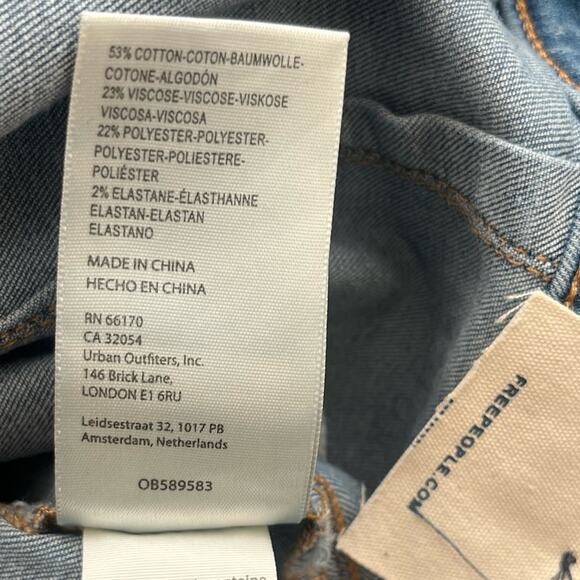 53% COTTON-COTON-BAUMWOLLE-
COTONE-ALGODÓN
23% VISCOSE-VISCOSE-VISKOSE
VISCOSA-VISCOSA
22% POLYESTER-POLYESTER-
POLYESTER-POLIESTERE-
POLIÉSTER
2% ELASTANE-ÉLASTHANNE
ELASTAN-ELASTAN
ELASTANO
MADE IN CHINA
HECHO EN CHINA
RN 66170
CA 32054
Urban Outfitters, Inc.
146 Brick Lane,
LONDON E1 6RU
Leidsestraat 32, 1017 PB
Amsterdam, Netherlands
OB589583
FREEPEOPLE.COM